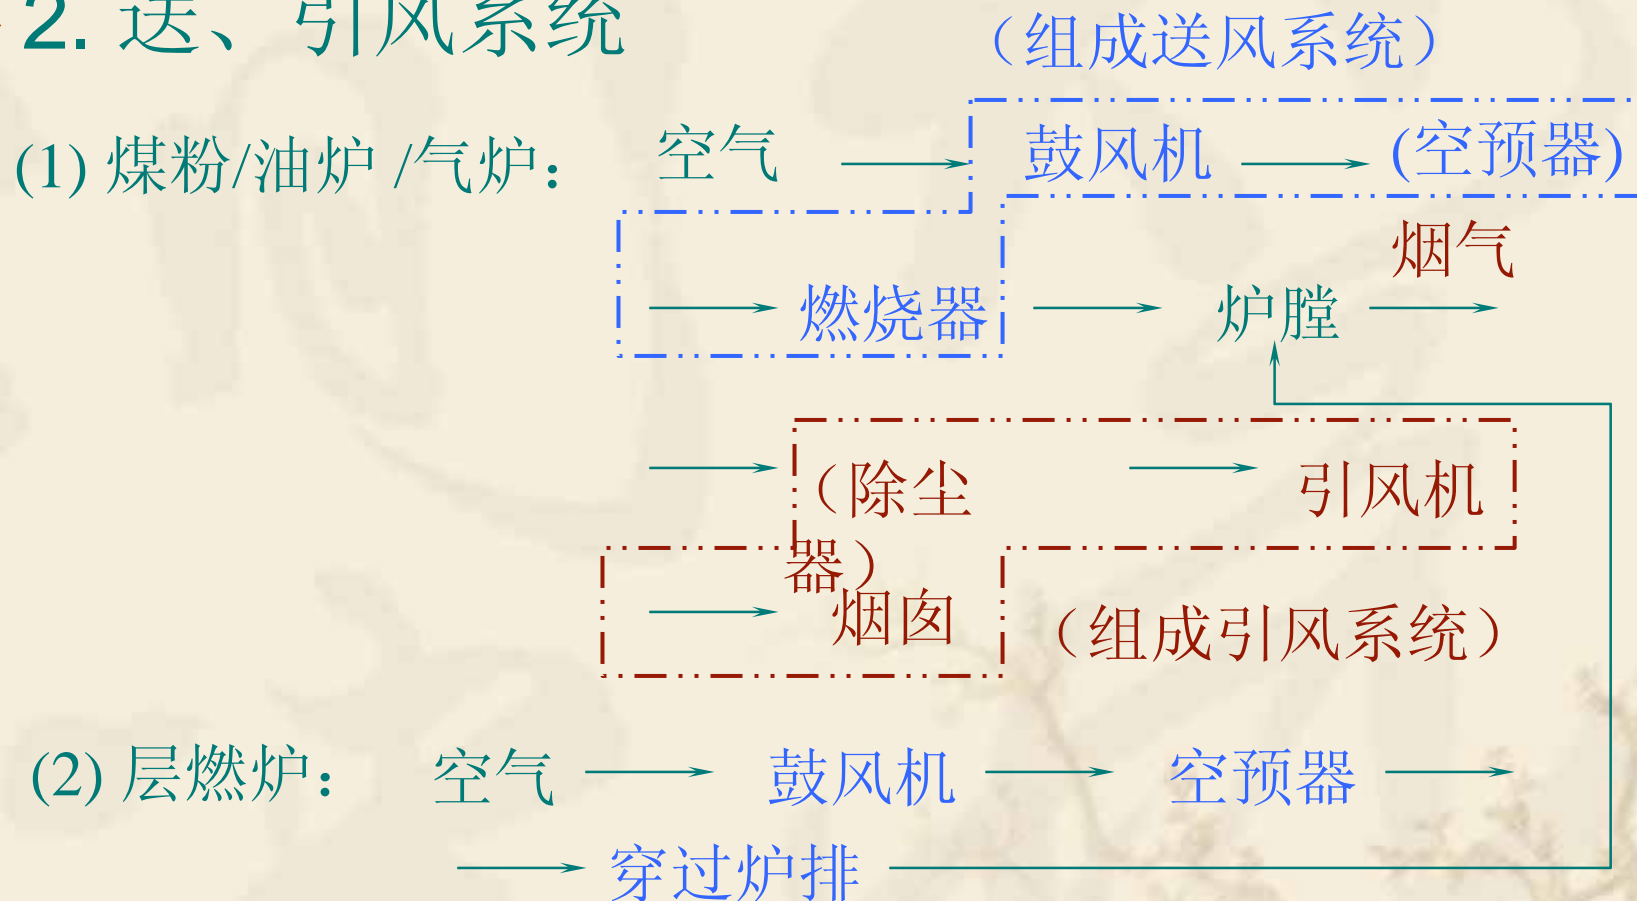 2. 送、引风系统
（组成送风系统）
(1) 煤粉/油炉 /气炉： 空气 鼓风机 (空预器)
烟气
燃烧器 炉膛
（除尘 引风机
器）
烟囱 （组成引风系统）
(2) 层燃炉： 空气 鼓风机 空预器
穿过炉排